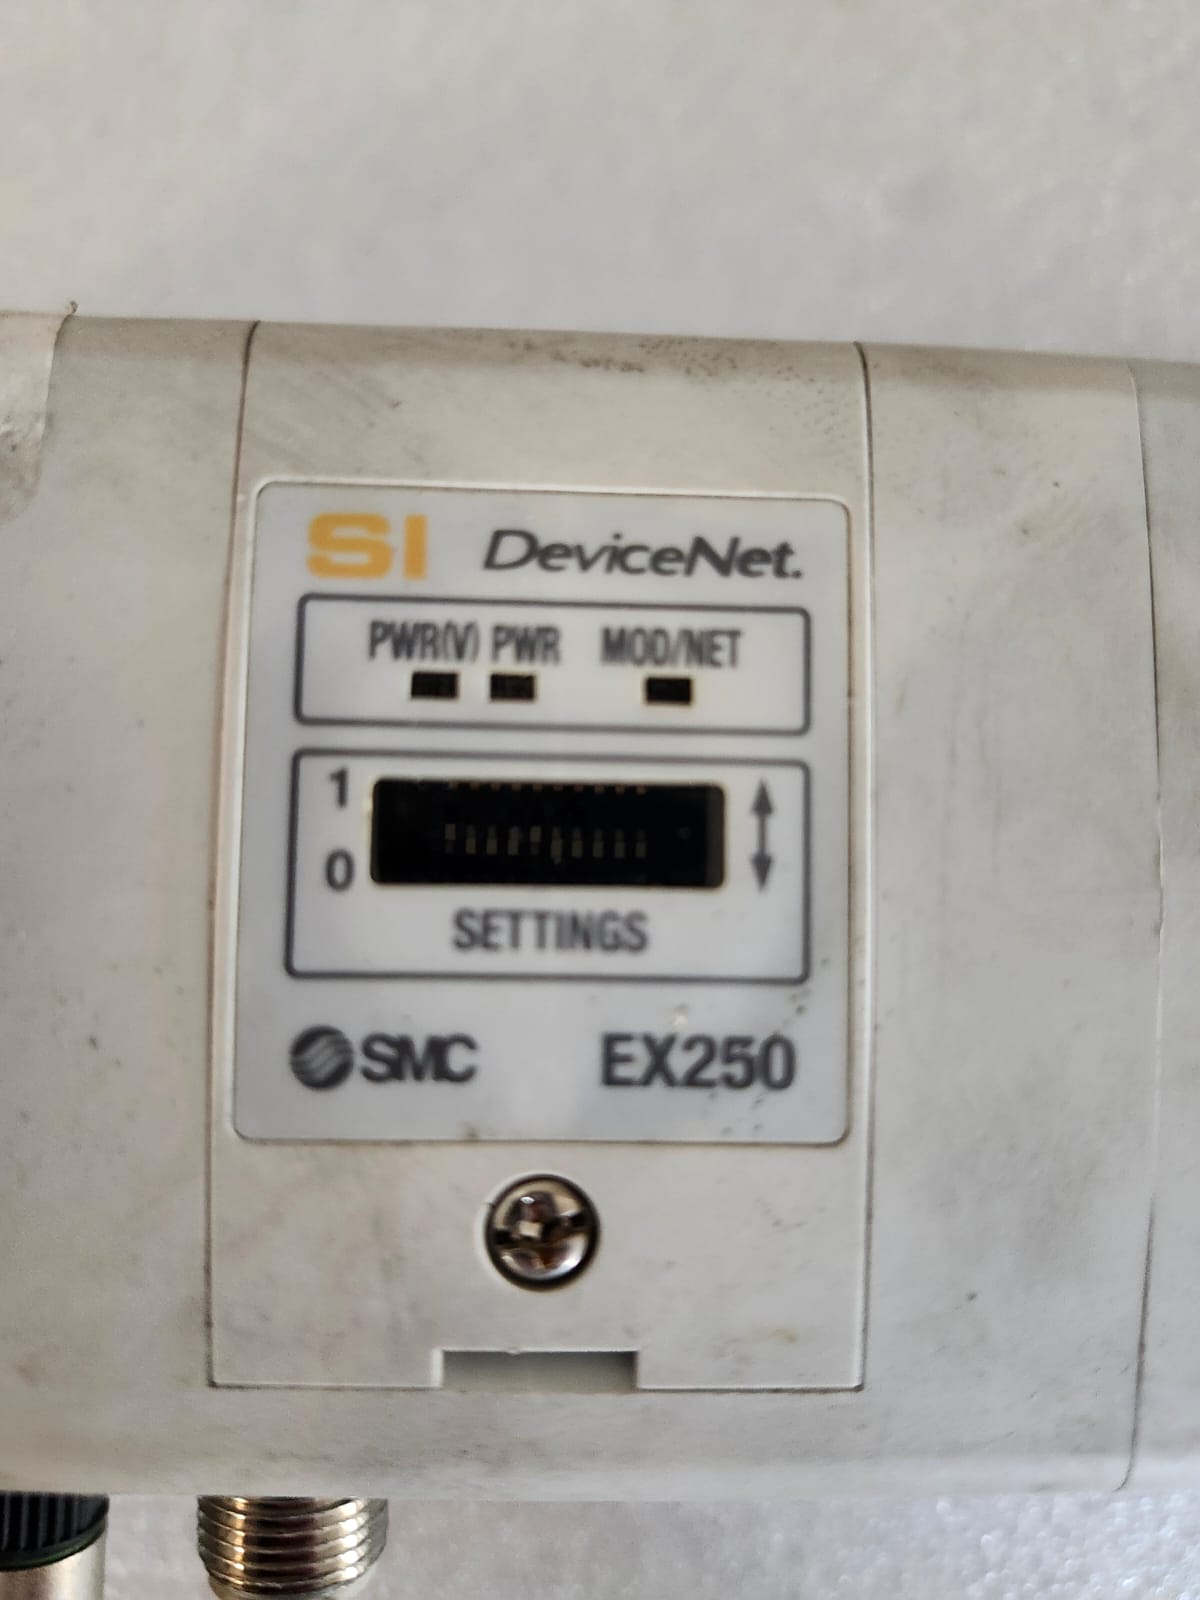 SI DeviceNet.
PWR(V) PWR MOD/NET
1
0
SETTINGS
SMC EX250